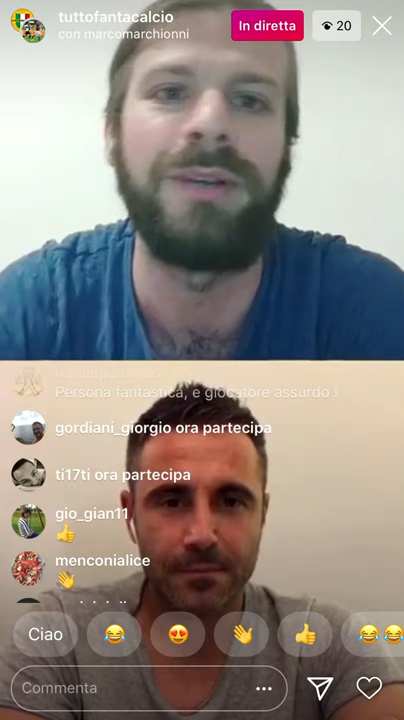 tuttofantacalcio
con marcomarchionni
In diretta
20
Persona fantastica, e giocatore assurdo !
gordiani_giorgio ora partecipa
ti17ti ora partecipa
gio_gian11
👍
menconialice
👋
Ciao 😂 😍 👋 👍 😂😂
Commenta